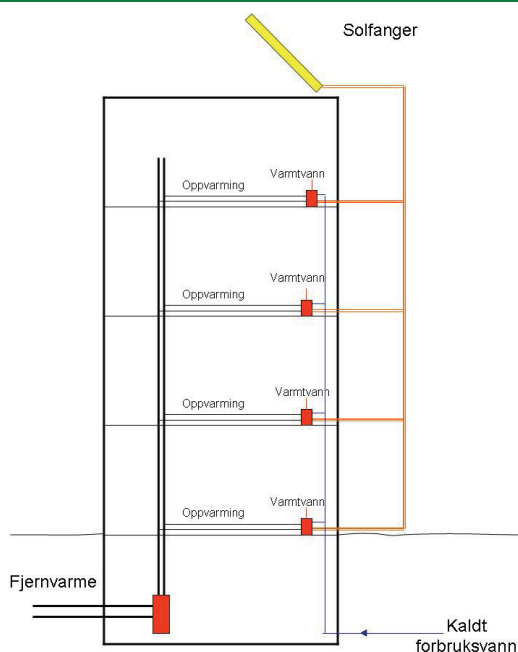 Solfanger
Varmtvann
Oppvarming
Varmtvann
Oppvarming
Varmtvann
Oppvarming
Varmtvann
Oppvarming
Fjernvarme
Kaldt
forbruksvann